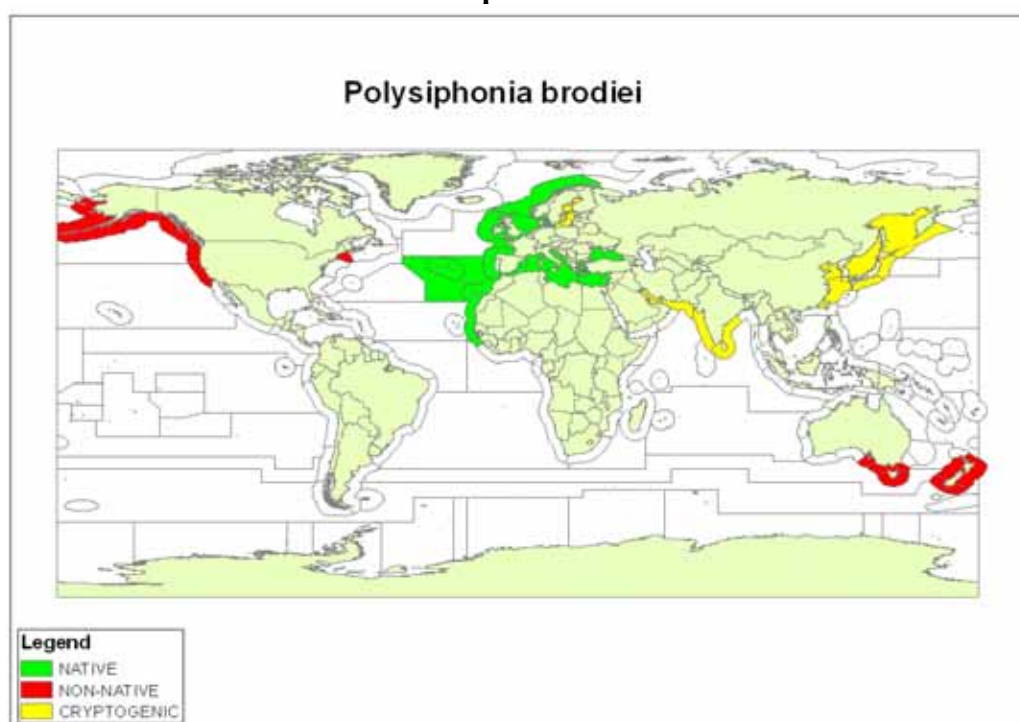 Polysiphonia brodiei
Legend
NATIVE
NON-NATIVE
CRYPTOGENIC